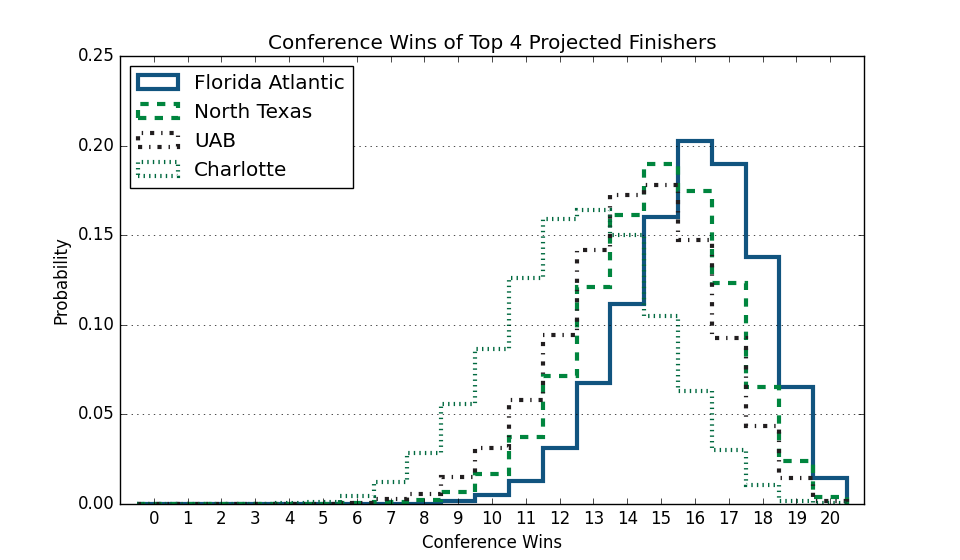 Conference Wins of Top 4 Projected Finishers
0.25
0.20
0.15
0.10
0.05
0.00
Probability
Florida Atlantic
North Texas
UAB
Charlotte
0 1 2 3 4 5 6 7 8 9 10 11 12 13 14 15 16 17 18 19 20
Conference Wins